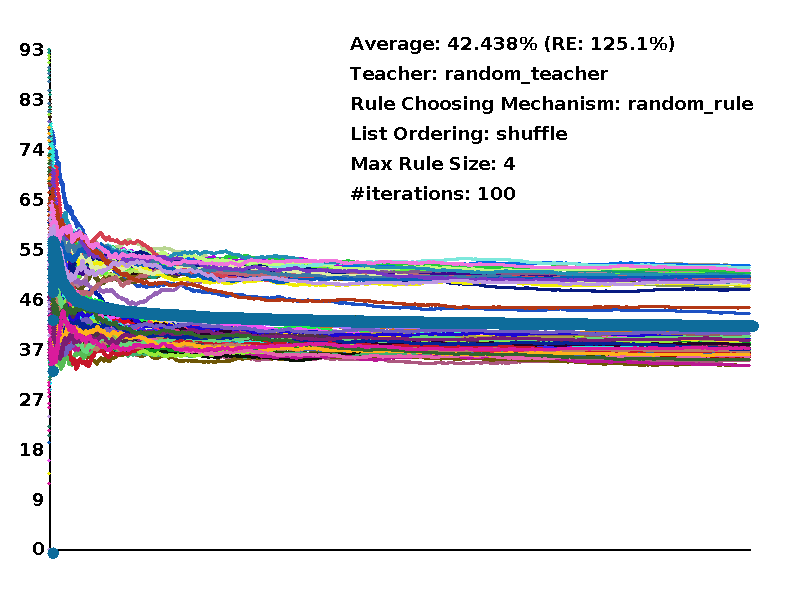 Average: 42.438% (RE: 125.1%)
Teacher: random_teacher
Rule Choosing Mechanism: random_rule
List Ordering: shuffle
Max Rule Size: 4
#iterations: 100
93
83
74
65
55
46
37
27
18
9
0